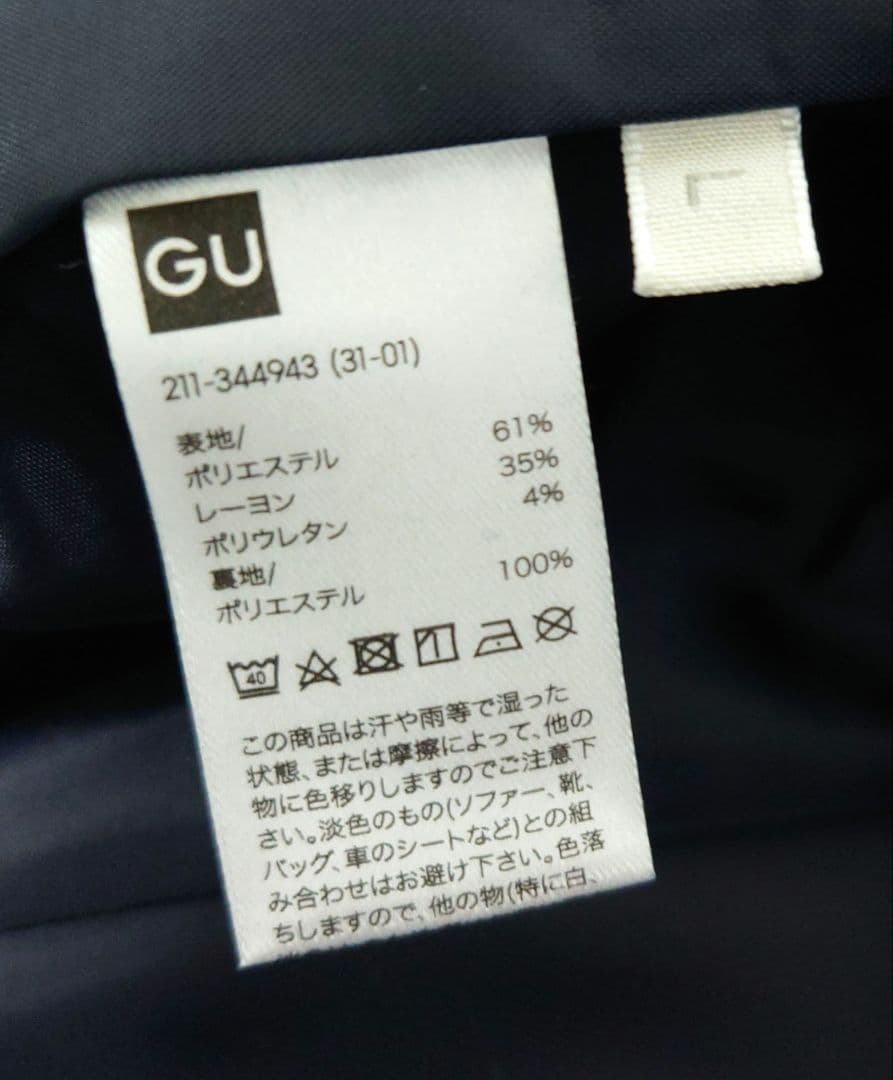 GU
L
211-344943 (31-01)
表地/
ポリエステル 61%
レーヨン 35%
ポリウレタン 4%
裏地/
ポリエステル 100%
40
この商品は汗や雨等で湿った
状態、または摩擦によって、他の
物に色移りしますのでご注意下
さい。淡色のもの(ソファー、靴、
バッグ、車のシートなど)との組
み合わせはお避け下さい。色落
ちしますので、他の物(特に白、